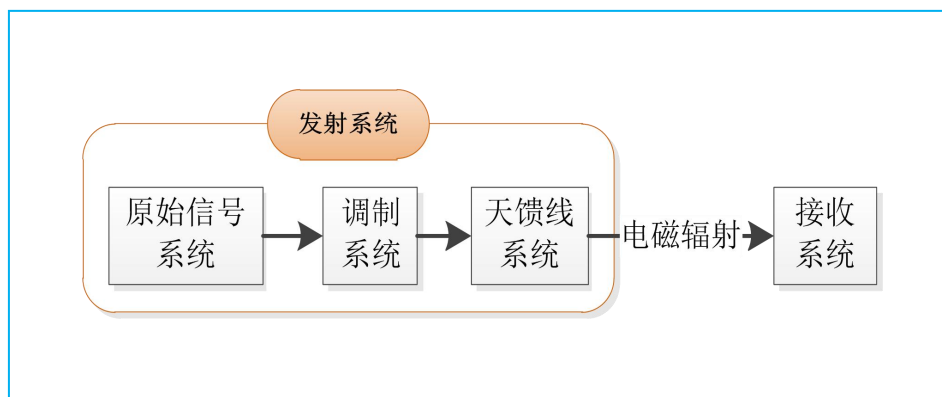 发射系统
原始信号
系统
调制
系统
天馈线
系统
电磁辐射
接收
系统